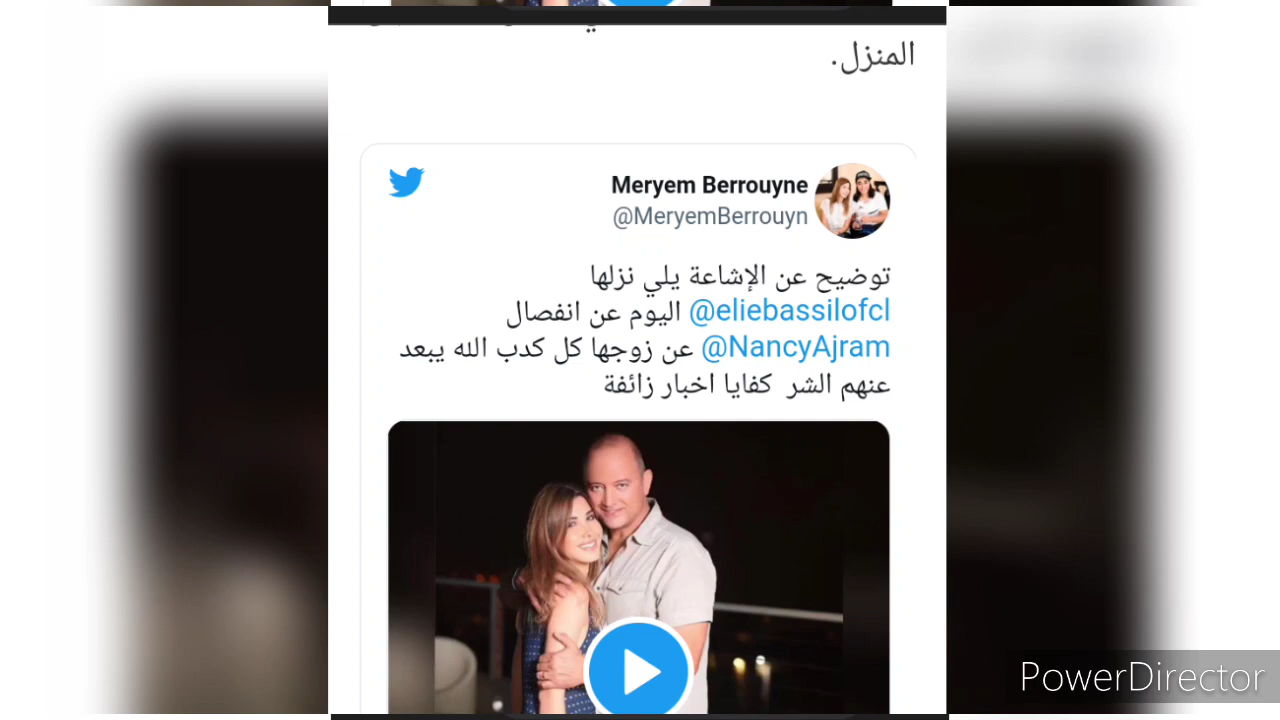 المنزل.
Meryem Berrouyne
@MeryemBerrouyn
توضيح عن الإشاعة يلي نزلها
@eliebassilofcl اليوم عن انفصال
@NancyAjram عن زوجها كل كدب الله يبعد
عنهم الشر كفايا اخبار زائفة
PowerDirector